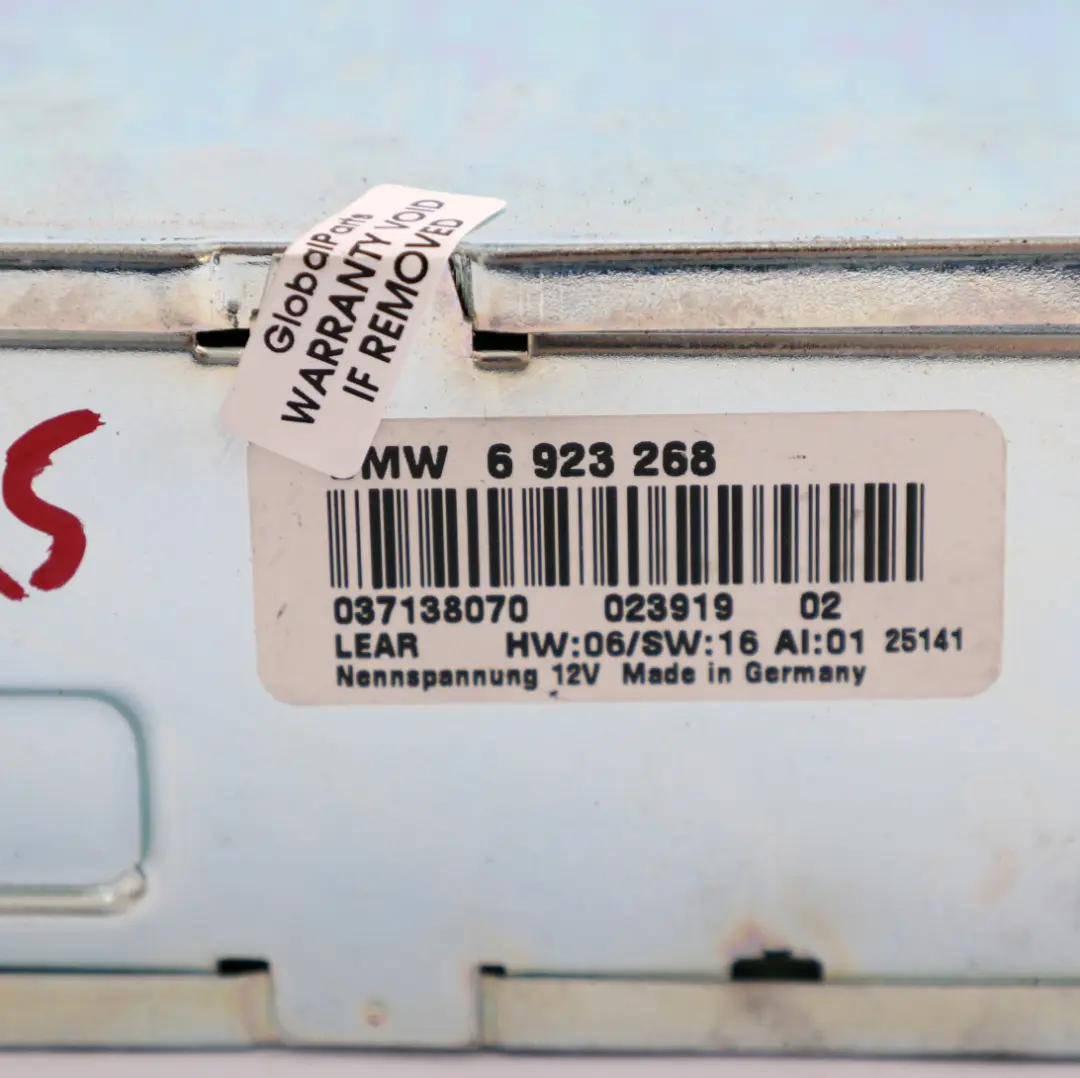 GlobalParts
WARRANTY VOID
IF REMOVED
S
MW 6 923 268
037138070 023919 02
LEAR HW:06/SW:16 AI:01 25141
Nennspannung 12V Made in Germany